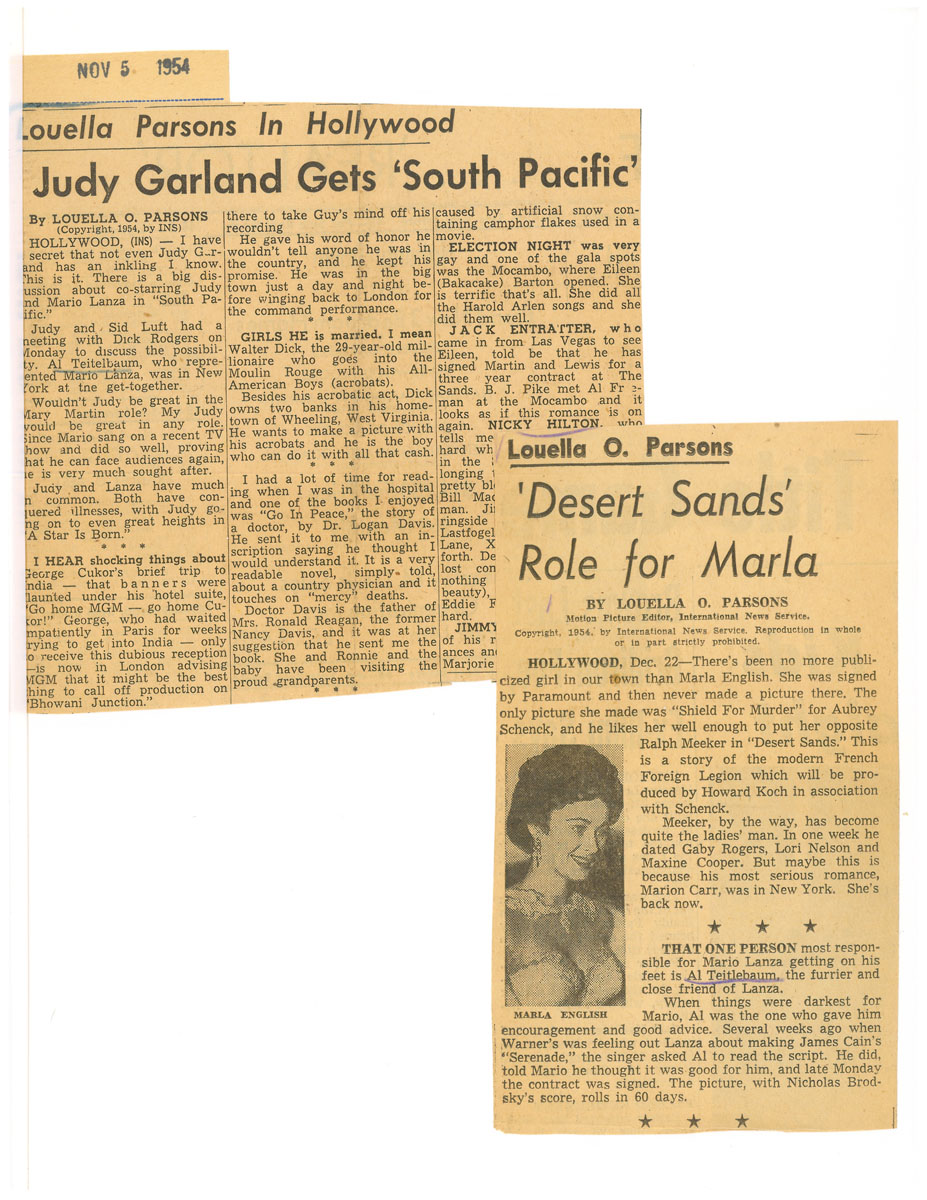 NOV 5 1954
Louella Parsons In Hollywood
Judy Garland Gets 'South Pacific'
By LOUELLA O. PARSONS
(Copyright, 1954, by INS)
HOLLYWOOD, (INS) — I have
secret that not even Judy Gar-
and has an inkling I know.
his is it. There is a big dis-
ussion about co-starring Judy
nd Mario Lanza in "South Pa-
ific."
Judy and Sid Luft had a
eeting with Dick Rodgers on
onday to discuss the possibil-
ty. Al Teitelbaum, who repre-
ented Mario Lanza, was in New
ork at the get-together.
Wouldn't Judy be great in the
Mary Martin role? My Judy
ould be great in any role.
ince Mario sang on a recent TV
how and did so well, proving
hat he can face audiences again,
e is very much sought after.
Judy and Lanza have much
n common. Both have con-
uered illnesses, with Judy go-
ng on to even great heights in
"A Star Is Born."
* * *
I HEAR shocking things about
George Cukor's brief trip to
ndia — that banners were
launted under his hotel suite,
"Go home MGM — go home Cu-
or!" George, who had waited
mpatiently in Paris for weeks
rying to get into India — only
o receive this dubious reception
—is now in London advising
MGM that it might be the best
hing to call off production on
"Bhowani Junction."
there to take Guy's mind off his
recording
He gave his word of honor he
wouldn't tell anyone he was in
the country, and he kept his
promise. He was in the big
town just a day and night be-
fore winging back to London for
the command performance.
* * *
GIRLS HE is married. I mean
Walter Dick, the 29-year-old mil-
lionaire who goes into the
Moulin Rouge with his All-
American Boys (acrobats).
Besides his acrobatic act, Dick
owns two banks in his home-
town of Wheeling, West Virginia.
He wants to make a picture with
his acrobats and he is the boy
who can do it with all that cash.
* * *
I had a lot of time for read-
ing when I was in the hospital
and one of the books I enjoyed
was "Go In Peace," the story of
a doctor, by Dr. Logan Davis.
He sent it to me with an in-
scription saying he thought I
would understand it. It is a very
readable novel, simply told,
about a country physician and it
touches on "mercy" deaths.
Doctor Davis is the father of
Mrs. Ronald Reagan, the former
Nancy Davis, and it was at her
suggestion that he sent me the
book. She and Ronnie and the
baby have been visiting the
proud grandparents.
* * *
caused by artificial snow con-
taining camphor flakes used in a
movie.
ELECTION NIGHT was very
gay and one of the gala spots
was the Mocambo, where Eileen
(Bakacake) Barton opened. She
is terrific that's all. She did all
the Harold Arlen songs and she
did them well.
JACK ENTRATTER, who
came in from Las Vegas to see
Eileen, told be that he has
signed Martin and Lewis for a
three year contract at The
Sands. B. J. Pike met Al Fre-
man at the Mocambo and it
looks as if this romance is on
again. NICKY HILTON, who
tells me
hard wh
in the
longing
pretty bl
Bill Mac
man. Ji
ringside
Lastfogel
Lane, X
forth. De
lost con
nothing
beauty),
Eddie F
hard.
JIMMY
of his r
ances and
Marjorie
Louella O. Parsons
'Desert Sands'
Role for Marla
BY LOUELLA O. PARSONS
Motion Picture Editor, International News Service.
Copyright, 1954, by International News Service. Reproduction in whole
or in part strictly prohibited.
HOLLYWOOD, Dec. 22—There's been no more publi-
cized girl in our town than Marla English. She was signed
by Paramount and then never made a picture there. The
only picture she made was "Shield For Murder" for Aubrey
Schenck, and he likes her well enough to put her opposite
Ralph Meeker in "Desert Sands." This
is a story of the modern French
Foreign Legion which will be pro-
duced by Howard Koch in association
with Schenck.
Meeker, by the way, has become
quite the ladies' man. In one week he
dated Gaby Rogers, Lori Nelson and
Maxine Cooper. But maybe this is
because his most serious romance,
Marion Carr, was in New York. She's
back now.
★ ★ ★
THAT ONE PERSON most respon-
sible for Mario Lanza getting on his
feet is Al Teitlebaum, the furrier and
close friend of Lanza.
When things were darkest for
MARLA ENGLISH
Mario, Al was the one who gave him
encouragement and good advice. Several weeks ago when
Warner's was feeling out Lanza about making James Cain's
"Serenade," the singer asked Al to read the script. He did,
told Mario he thought it was good for him, and late Monday
the contract was signed. The picture, with Nicholas Brod-
sky's score, rolls in 60 days.
★ ★ ★